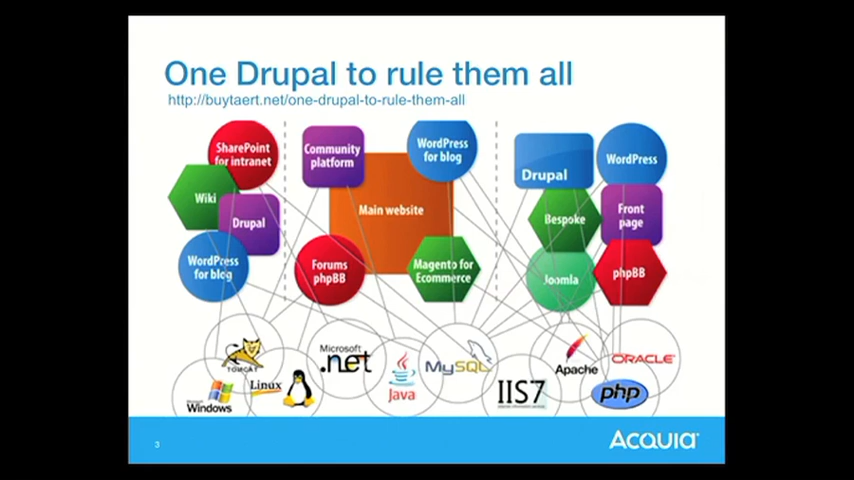 One Drupal to rule them all
http://buytaert.net/one-drupal-to-rule-them-all
SharePoint
for intranet
Wiki
Drupal
WordPress
for blog
Community
platform
WordPress
for blog
Main website
Forums
phpBB
Magento for
Ecommerce
Drupal
WordPress
Bespoke
Front
page
Joomla
phpBB
TOMCAT
Microsoft
.net
Java
MySQL
Apache
ORACLE
Microsoft
Windows
Linux
IIS7
php
3
ACQUIA